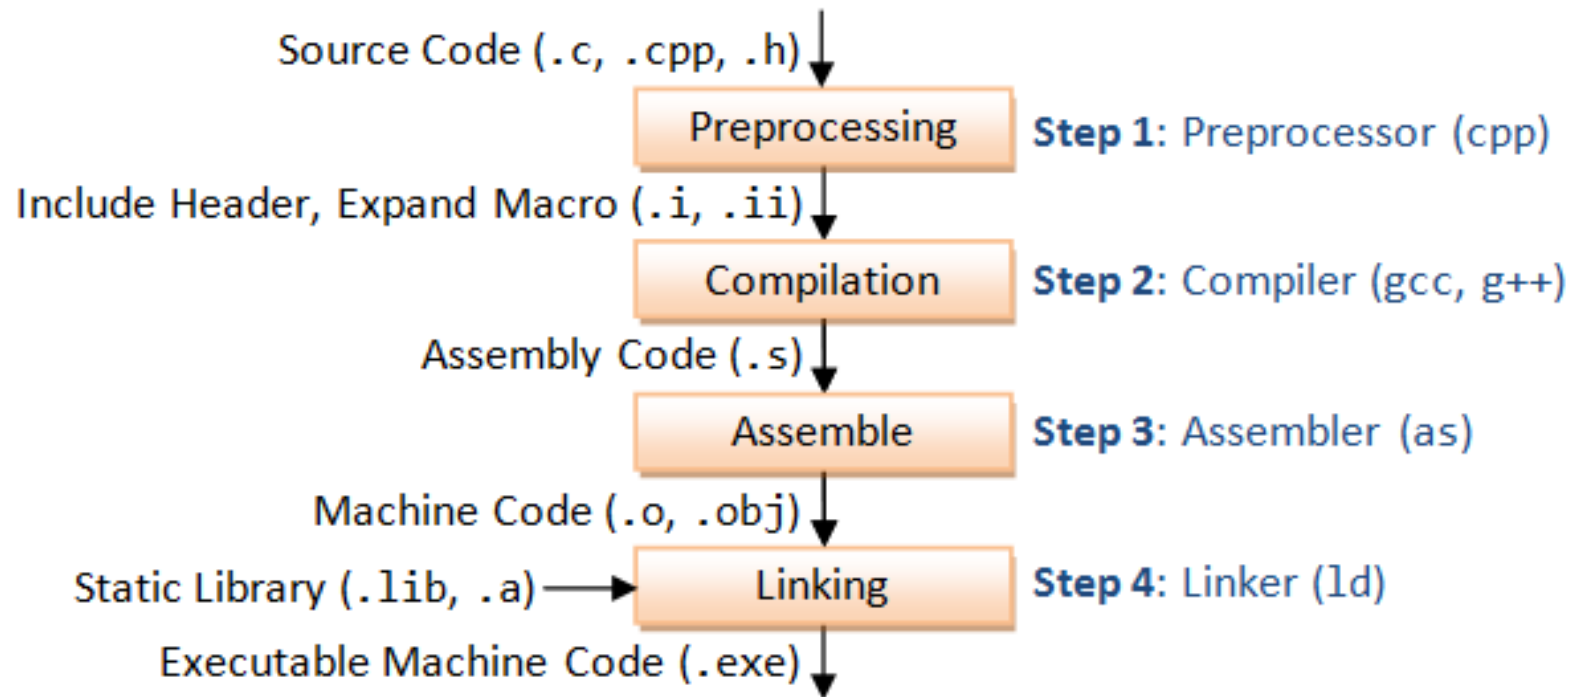 Source Code (.c, .cpp, .h)
Preprocessing
Step 1: Preprocessor (cpp)
Include Header, Expand Macro (.i, .ii)
Compilation
Step 2: Compiler (gcc, g++)
Assembly Code (.s)
Assemble
Step 3: Assembler (as)
Machine Code (.o, .obj)
Static Library (.lib, .a)
Linking
Step 4: Linker (ld)
Executable Machine Code (.exe)